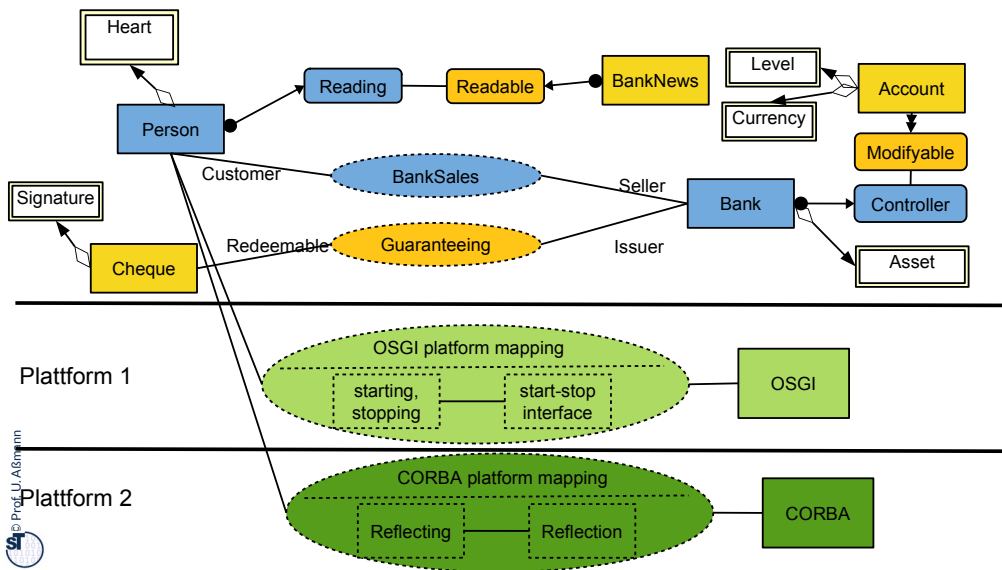 Heart
Level
Reading
Readable
BankNews
Account
Currency
Person
Modifyable
Customer
BankSales
Seller
Signature
Bank
Controller
Redeemable
Guaranteeing
Issuer
Cheque
Asset
OSGI platform mapping
Plattform 1
starting,
stopping
start-stop
interface
OSGI
CORBA platform mapping
Plattform 2
Reflecting
Reflection
CORBA
© Prof. U. Aßmann
ST